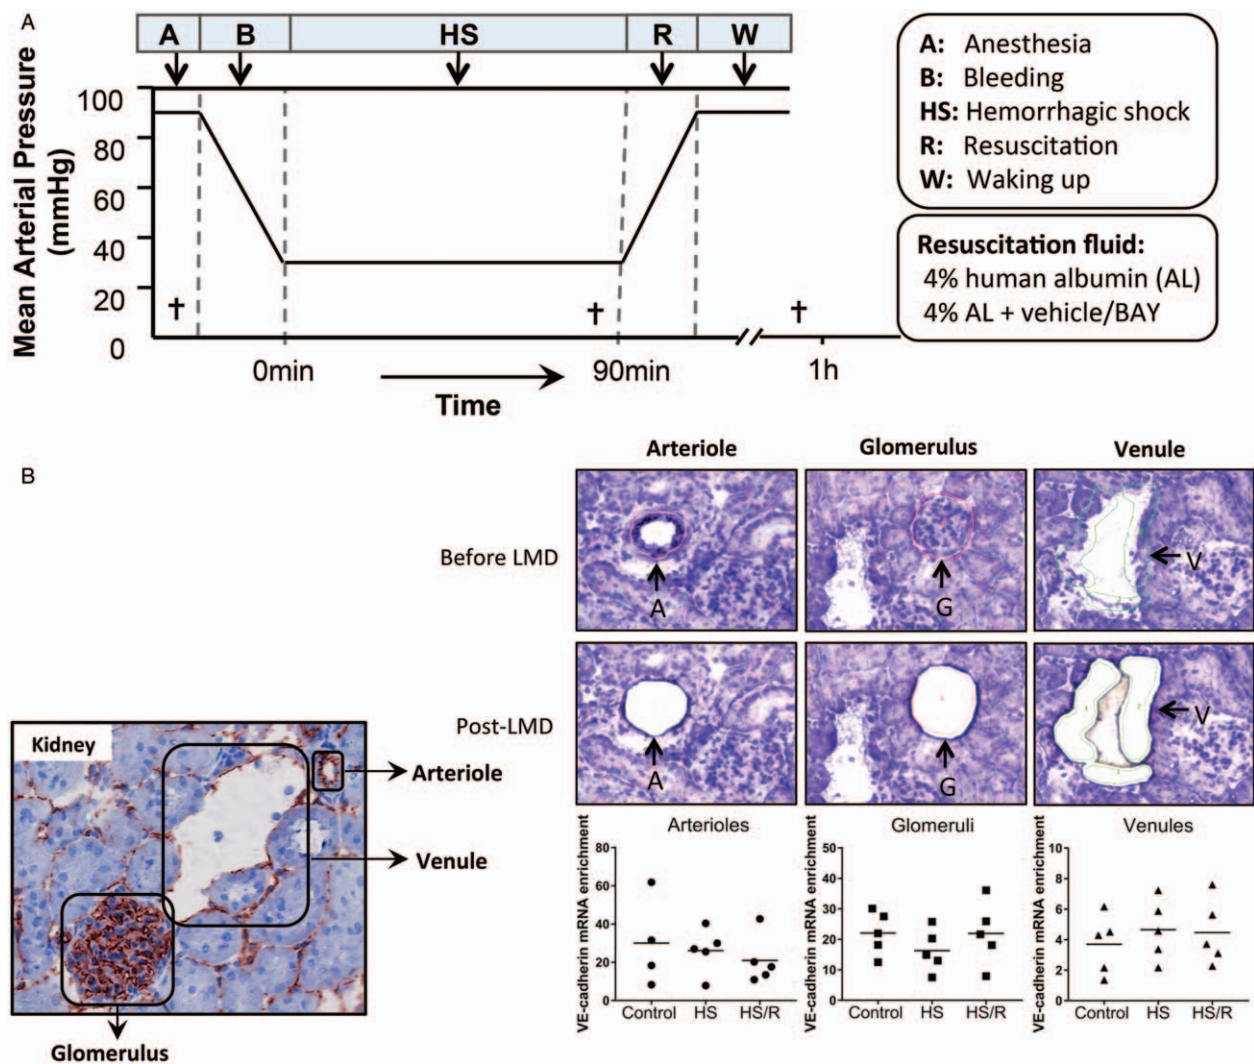 A
A B HS R W
A: Anesthesia
B: Bleeding
HS: Hemorrhagic shock
R: Resuscitation
W: Waking up
Resuscitation fluid:
4% human albumin (AL)
4% AL + vehicle/BAY
Mean Arterial Pressure
(mmHg)
100
80
60
40
20
0
† † †
0min 90min 1h
Time
B
Arteriole Glomerulus Venule
Before LMD
A G V
Post-LMD
A G V
Kidney
Arteriole
Venule
Glomerulus
Arterioles
VE-cadherin mRNA enrichment
80
60
40
20
0
Control HS HS/R
Glomeruli
VE-cadherin mRNA enrichment
50
40
30
20
10
0
Control HS HS/R
Venules
VE-cadherin mRNA enrichment
10
8
6
4
2
0
Control HS HS/R